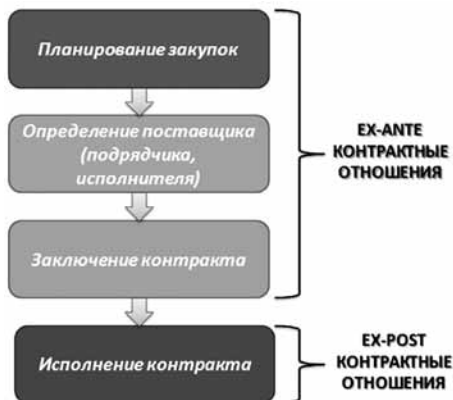 Планирование закупок
Определение поставщика
(подрядчика,
исполнителя)
Заключение контракта
EX-ANTE
КОНТРАКТНЫЕ
ОТНОШЕНИЯ
Исполнение контракта
EX-POST
КОНТРАКТНЫЕ
ОТНОШЕНИЯ